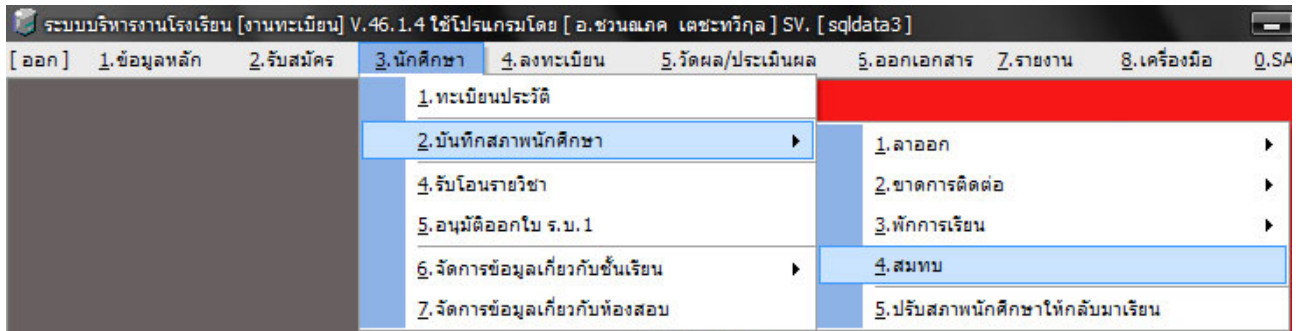 ระบบบริหารงานโรงเรียน [งานทะเบียน] V.46.1.4 ใช้โปรแกรมโดย [ อ.ชวนณภค เตชะทวีกุล ] SV. [ sqldata3 ]
[ ออก ] 1.ข้อมูลหลัก 2.รับสมัคร 3.นักศึกษา 4.ลงทะเบียน 5.วัดผล/ประเมินผล 6.ออกเอกสาร 7.รายงาน 8.เครื่องมือ 0.SA
1.ทะเบียนประวัติ
2.บันทึกสภาพนักศึกษา
4.รับโอนรายวิชา
5.อนุมัติออกใบ ร.บ.1
6.จัดการข้อมูลเกี่ยวกับชั้นเรียน
7.จัดการข้อมูลเกี่ยวกับห้องสอบ
1.ลาออก
2.ขาดการติดต่อ
3.พักการเรียน
4.สมทบ
5.ปรับสภาพนักศึกษาให้กลับมาเรียน